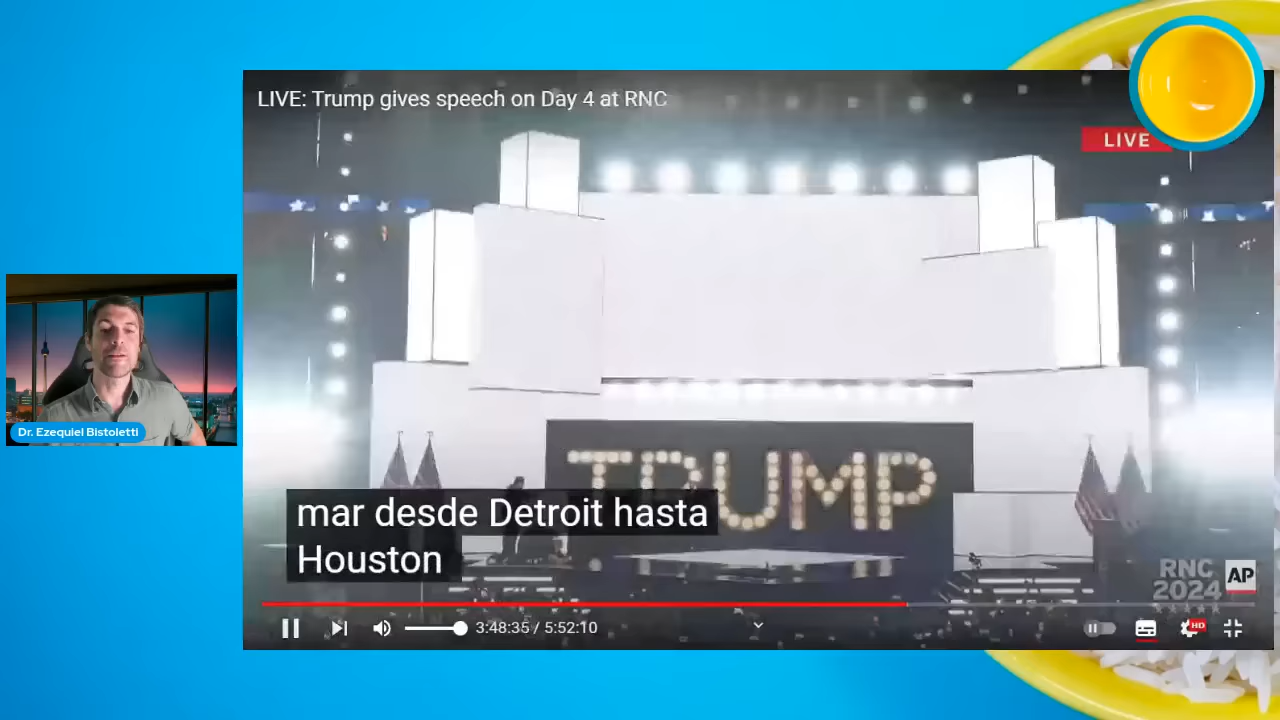 LIVE: Trump gives speech on Day 4 at RNC
LIVE
TRUMP
Dr. Ezequiel Bistoletti
mar desde Detroit hasta
Houston
RNC
2024
AP
3:48:35 / 5:52:10
HD